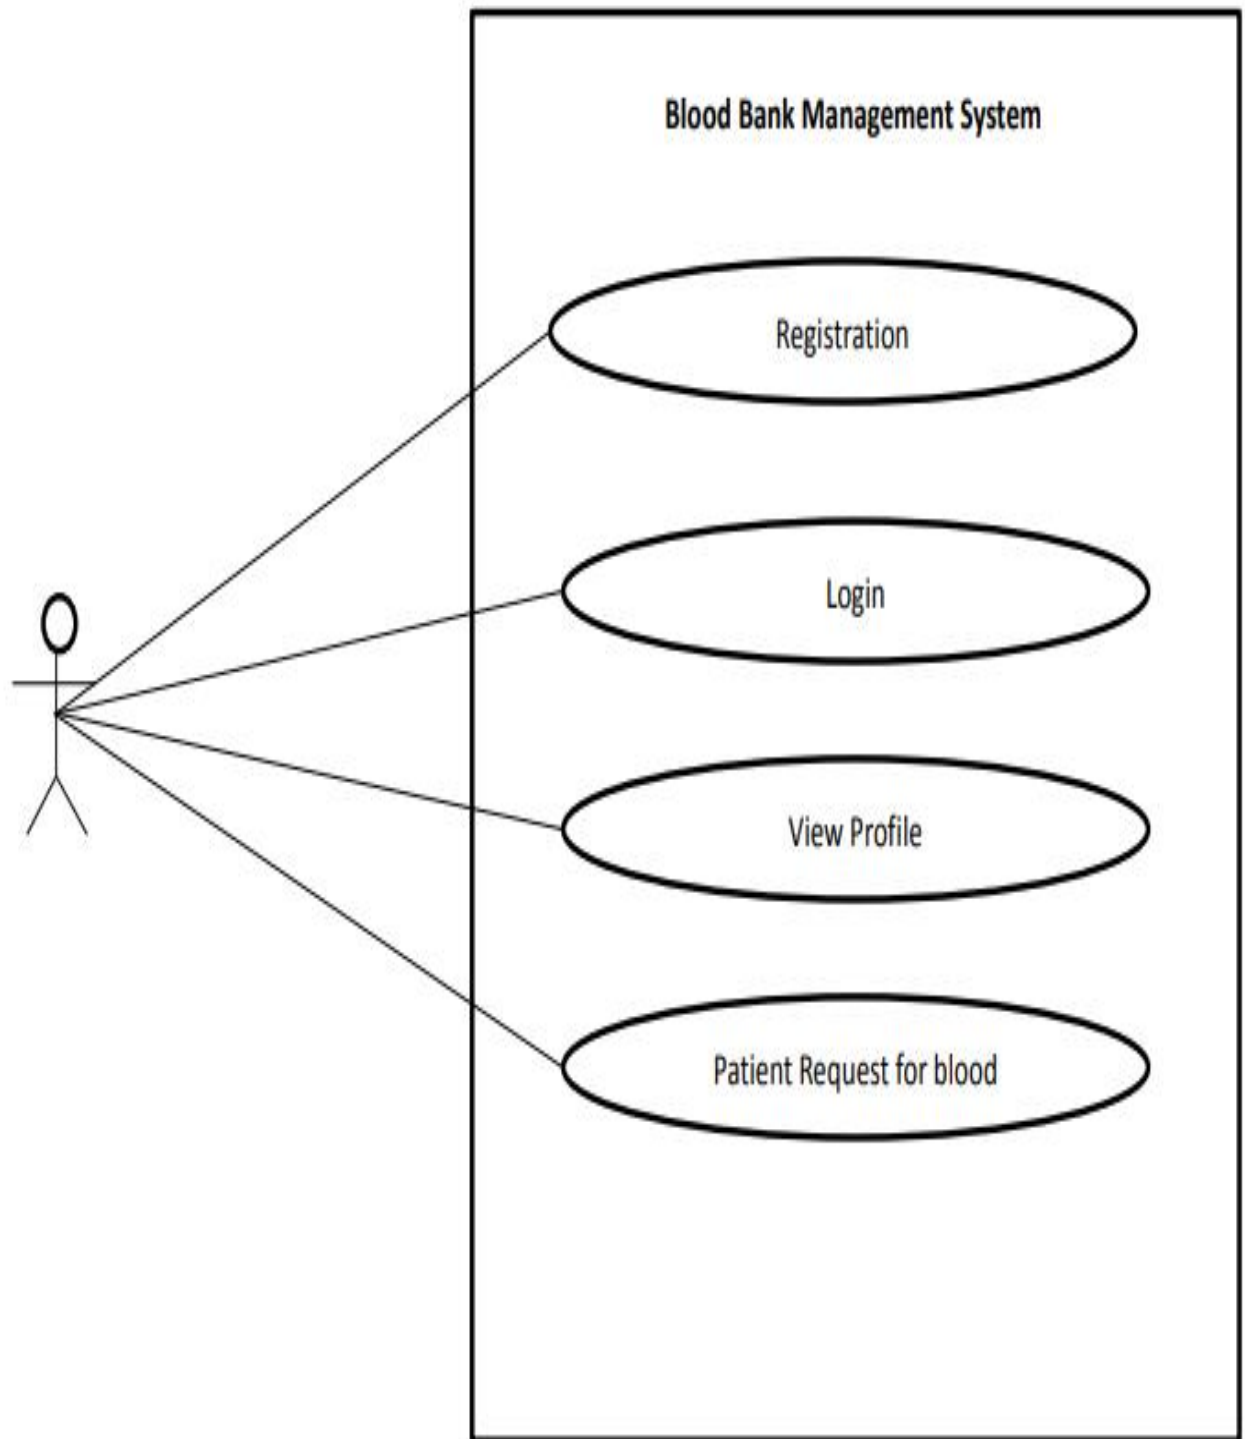 Blood Bank Management System
Registration
Login
View Profile
Patient Request for blood